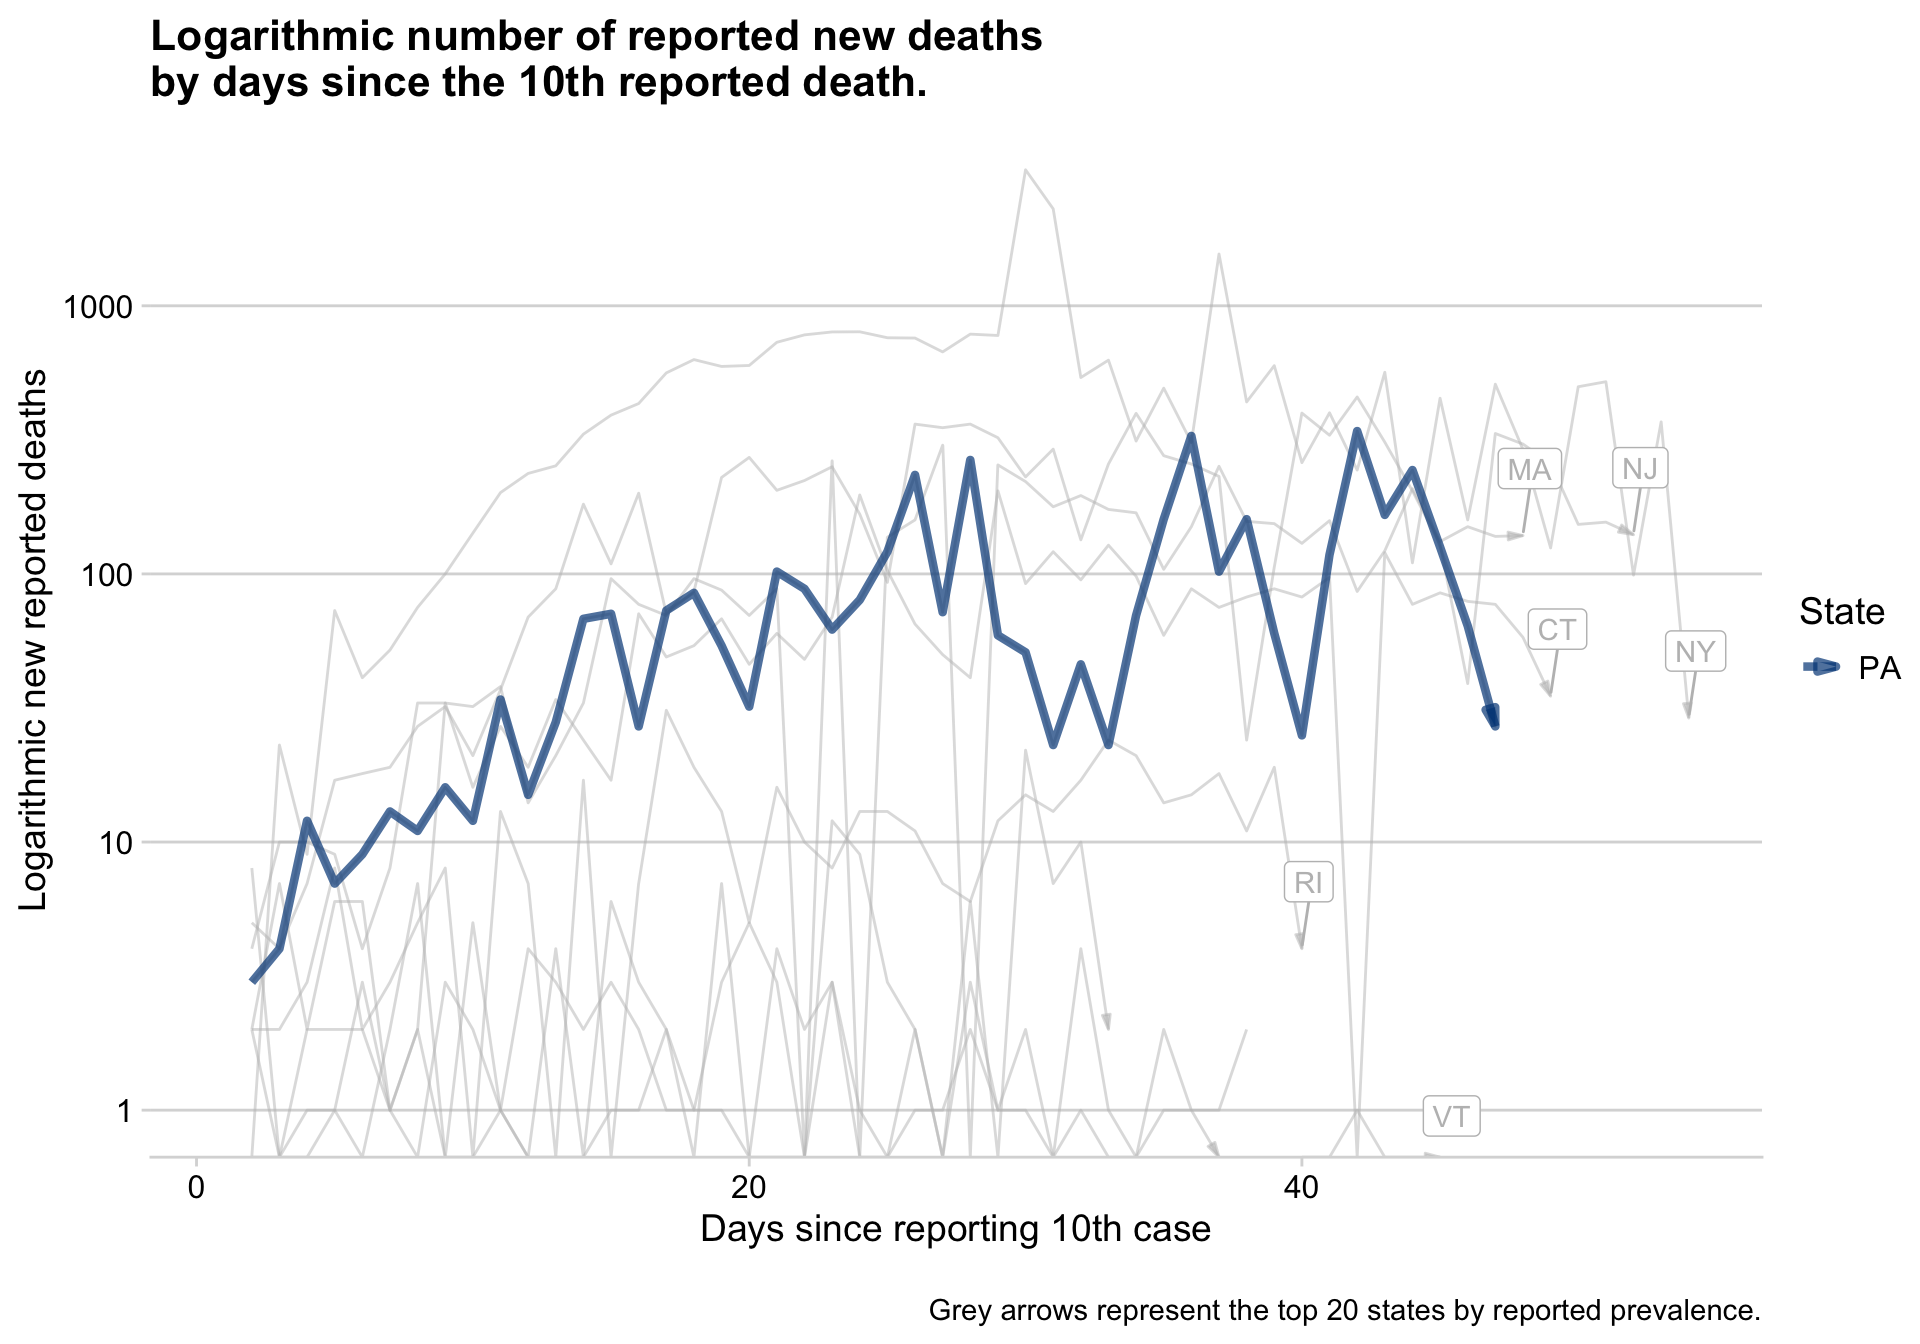 Logarithmic number of reported new deaths
by days since the 10th reported death.
Logarithmic new reported deaths
1000
100
10
1
MA
NJ
CT
NY
RI
VT
State
PA
0
20
40
Days since reporting 10th case
Grey arrows represent the top 20 states by reported prevalence.